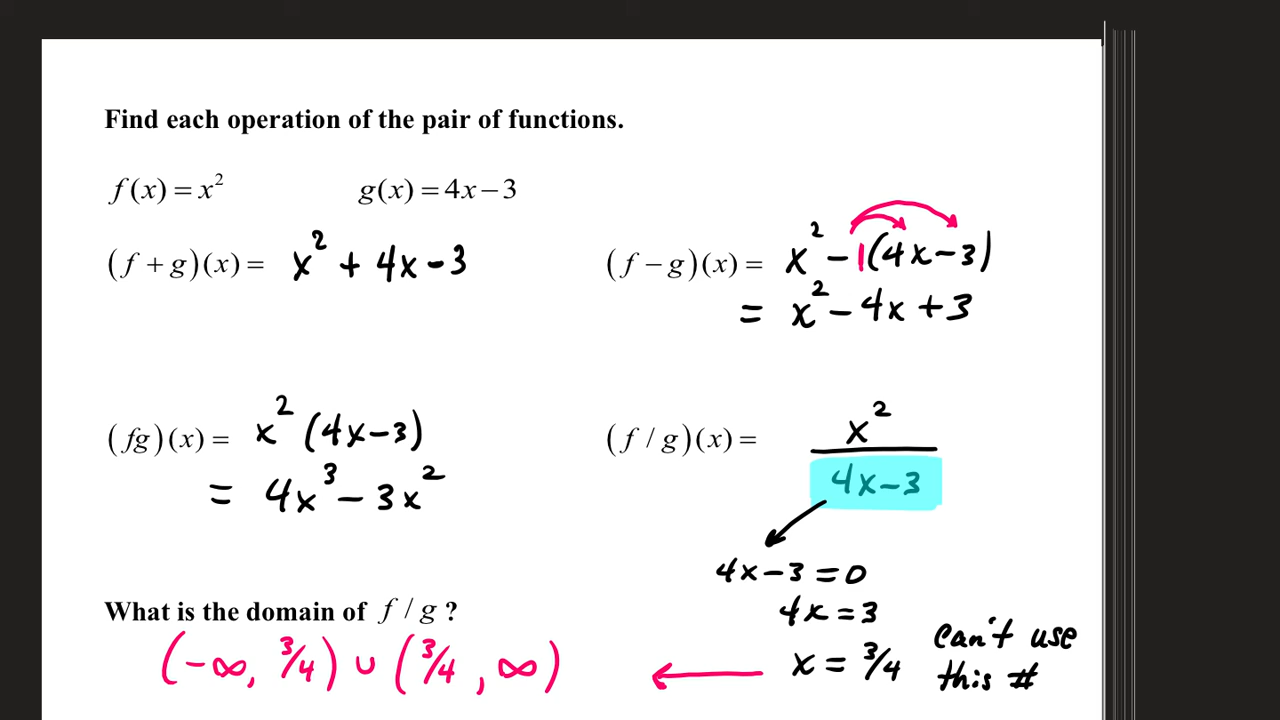 Find each operation of the pair of functions.
f(x) = x² g(x) = 4x − 3
(f + g)(x) = x² + 4x − 3
(f − g)(x) = x² − 1(4x − 3)
= x² − 4x + 3
(fg)(x) = x² (4x − 3)
= 4x³ − 3x²
(f / g)(x) = x² / 4x − 3
4x − 3 = 0
4x = 3
x = 3/4 can't use this #
What is the domain of f / g ?
(−∞, 3/4) ∪ (3/4, ∞)